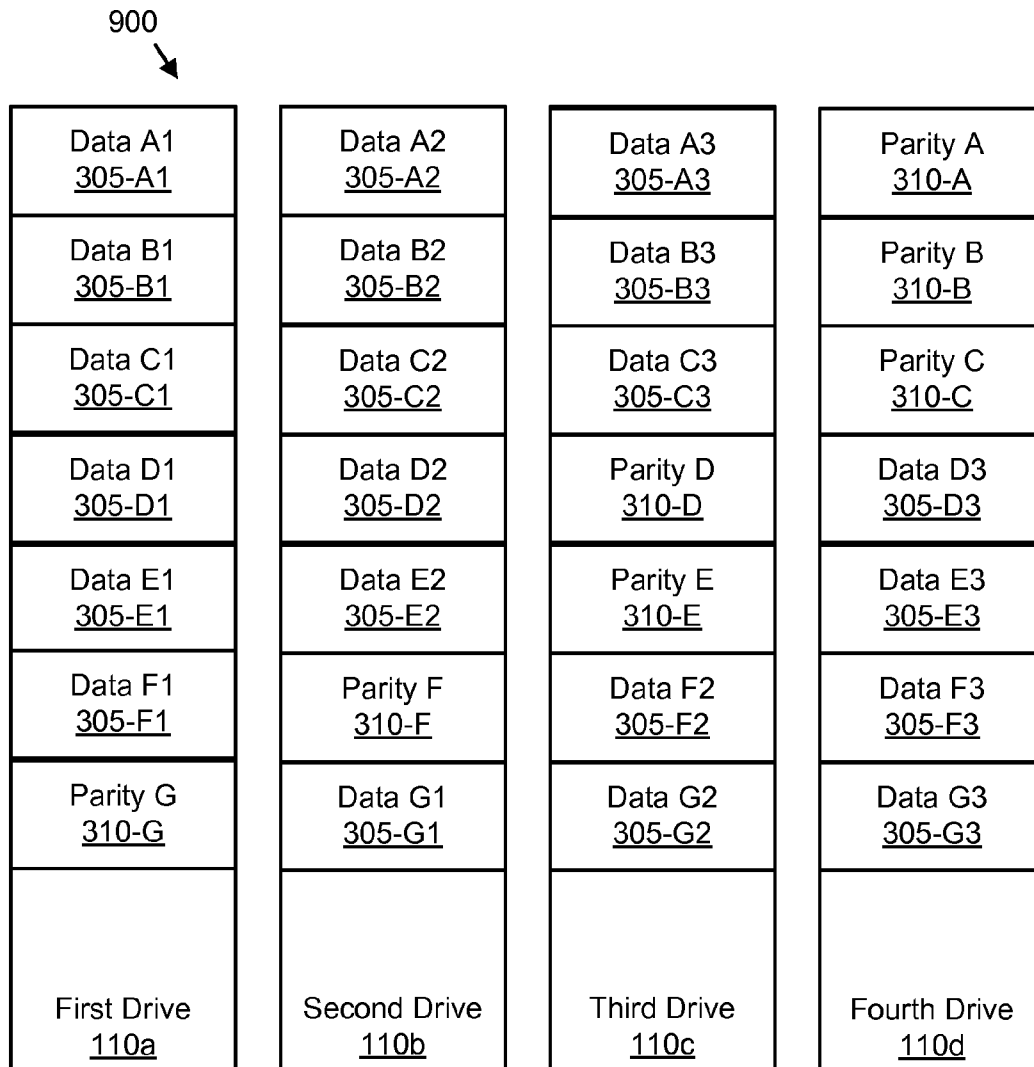 900
Data A1
305-A1
Data A2
305-A2
Data A3
305-A3
Parity A
310-A
Data B1
305-B1
Data B2
305-B2
Data B3
305-B3
Parity B
310-B
Data C1
305-C1
Data C2
305-C2
Data C3
305-C3
Parity C
310-C
Data D1
305-D1
Data D2
305-D2
Parity D
310-D
Data D3
305-D3
Data E1
305-E1
Data E2
305-E2
Parity E
310-E
Data E3
305-E3
Data F1
305-F1
Parity F
310-F
Data F2
305-F2
Data F3
305-F3
Parity G
310-G
Data G1
305-G1
Data G2
305-G2
Data G3
305-G3
First Drive
110a
Second Drive
110b
Third Drive
110c
Fourth Drive
110d